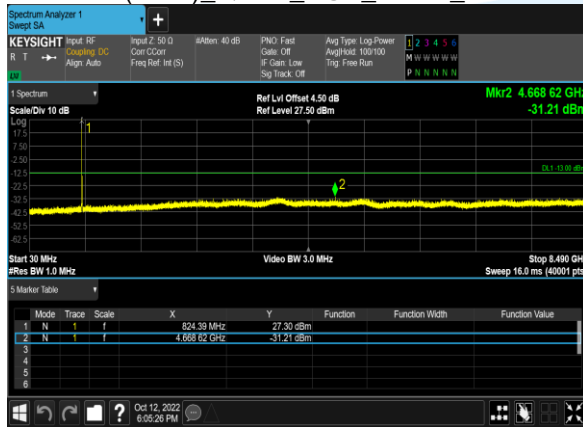 Spectrum Analyzer 1
Swept SA
+
KEYSIGHT
R T
LXI
Input: RF
Coupling: DC
Align: Auto
Input Z: 50 Ω
Corr CCorr
Freq Ref: Int (S)
#Atten: 40 dB
PNO: Fast
Gate: Off
IF Gain: Low
Sig Track: Off
Avg Type: Log-Power
Avg|Hold: 100/100
Trig: Free Run
1 2 3 4 5 6
M W W W W W
P N N N N N
1 Spectrum
Scale/Div 10 dB
Ref Lvl Offset 4.50 dB
Ref Level 27.50 dBm
Mkr2 4.668 62 GHz
-31.21 dBm
Log
17.5
7.50
-2.50
-12.5
-22.5
-32.5
-42.5
-52.5
-62.5
1
2
DL1 -13.00 dBm
Start 30 MHz
#Res BW 1.0 MHz
Video BW 3.0 MHz
Stop 8.490 GH
Sweep 16.0 ms (40001 pts
5 Marker Table
Mode Trace Scale X Y Function Function Width Function Value
1 N 1 f 824.39 MHz 27.30 dBm
2 N 1 f 4.668 62 GHz -31.21 dBm
3
4
5
6
?
Oct 12, 2022
6:05:26 PM